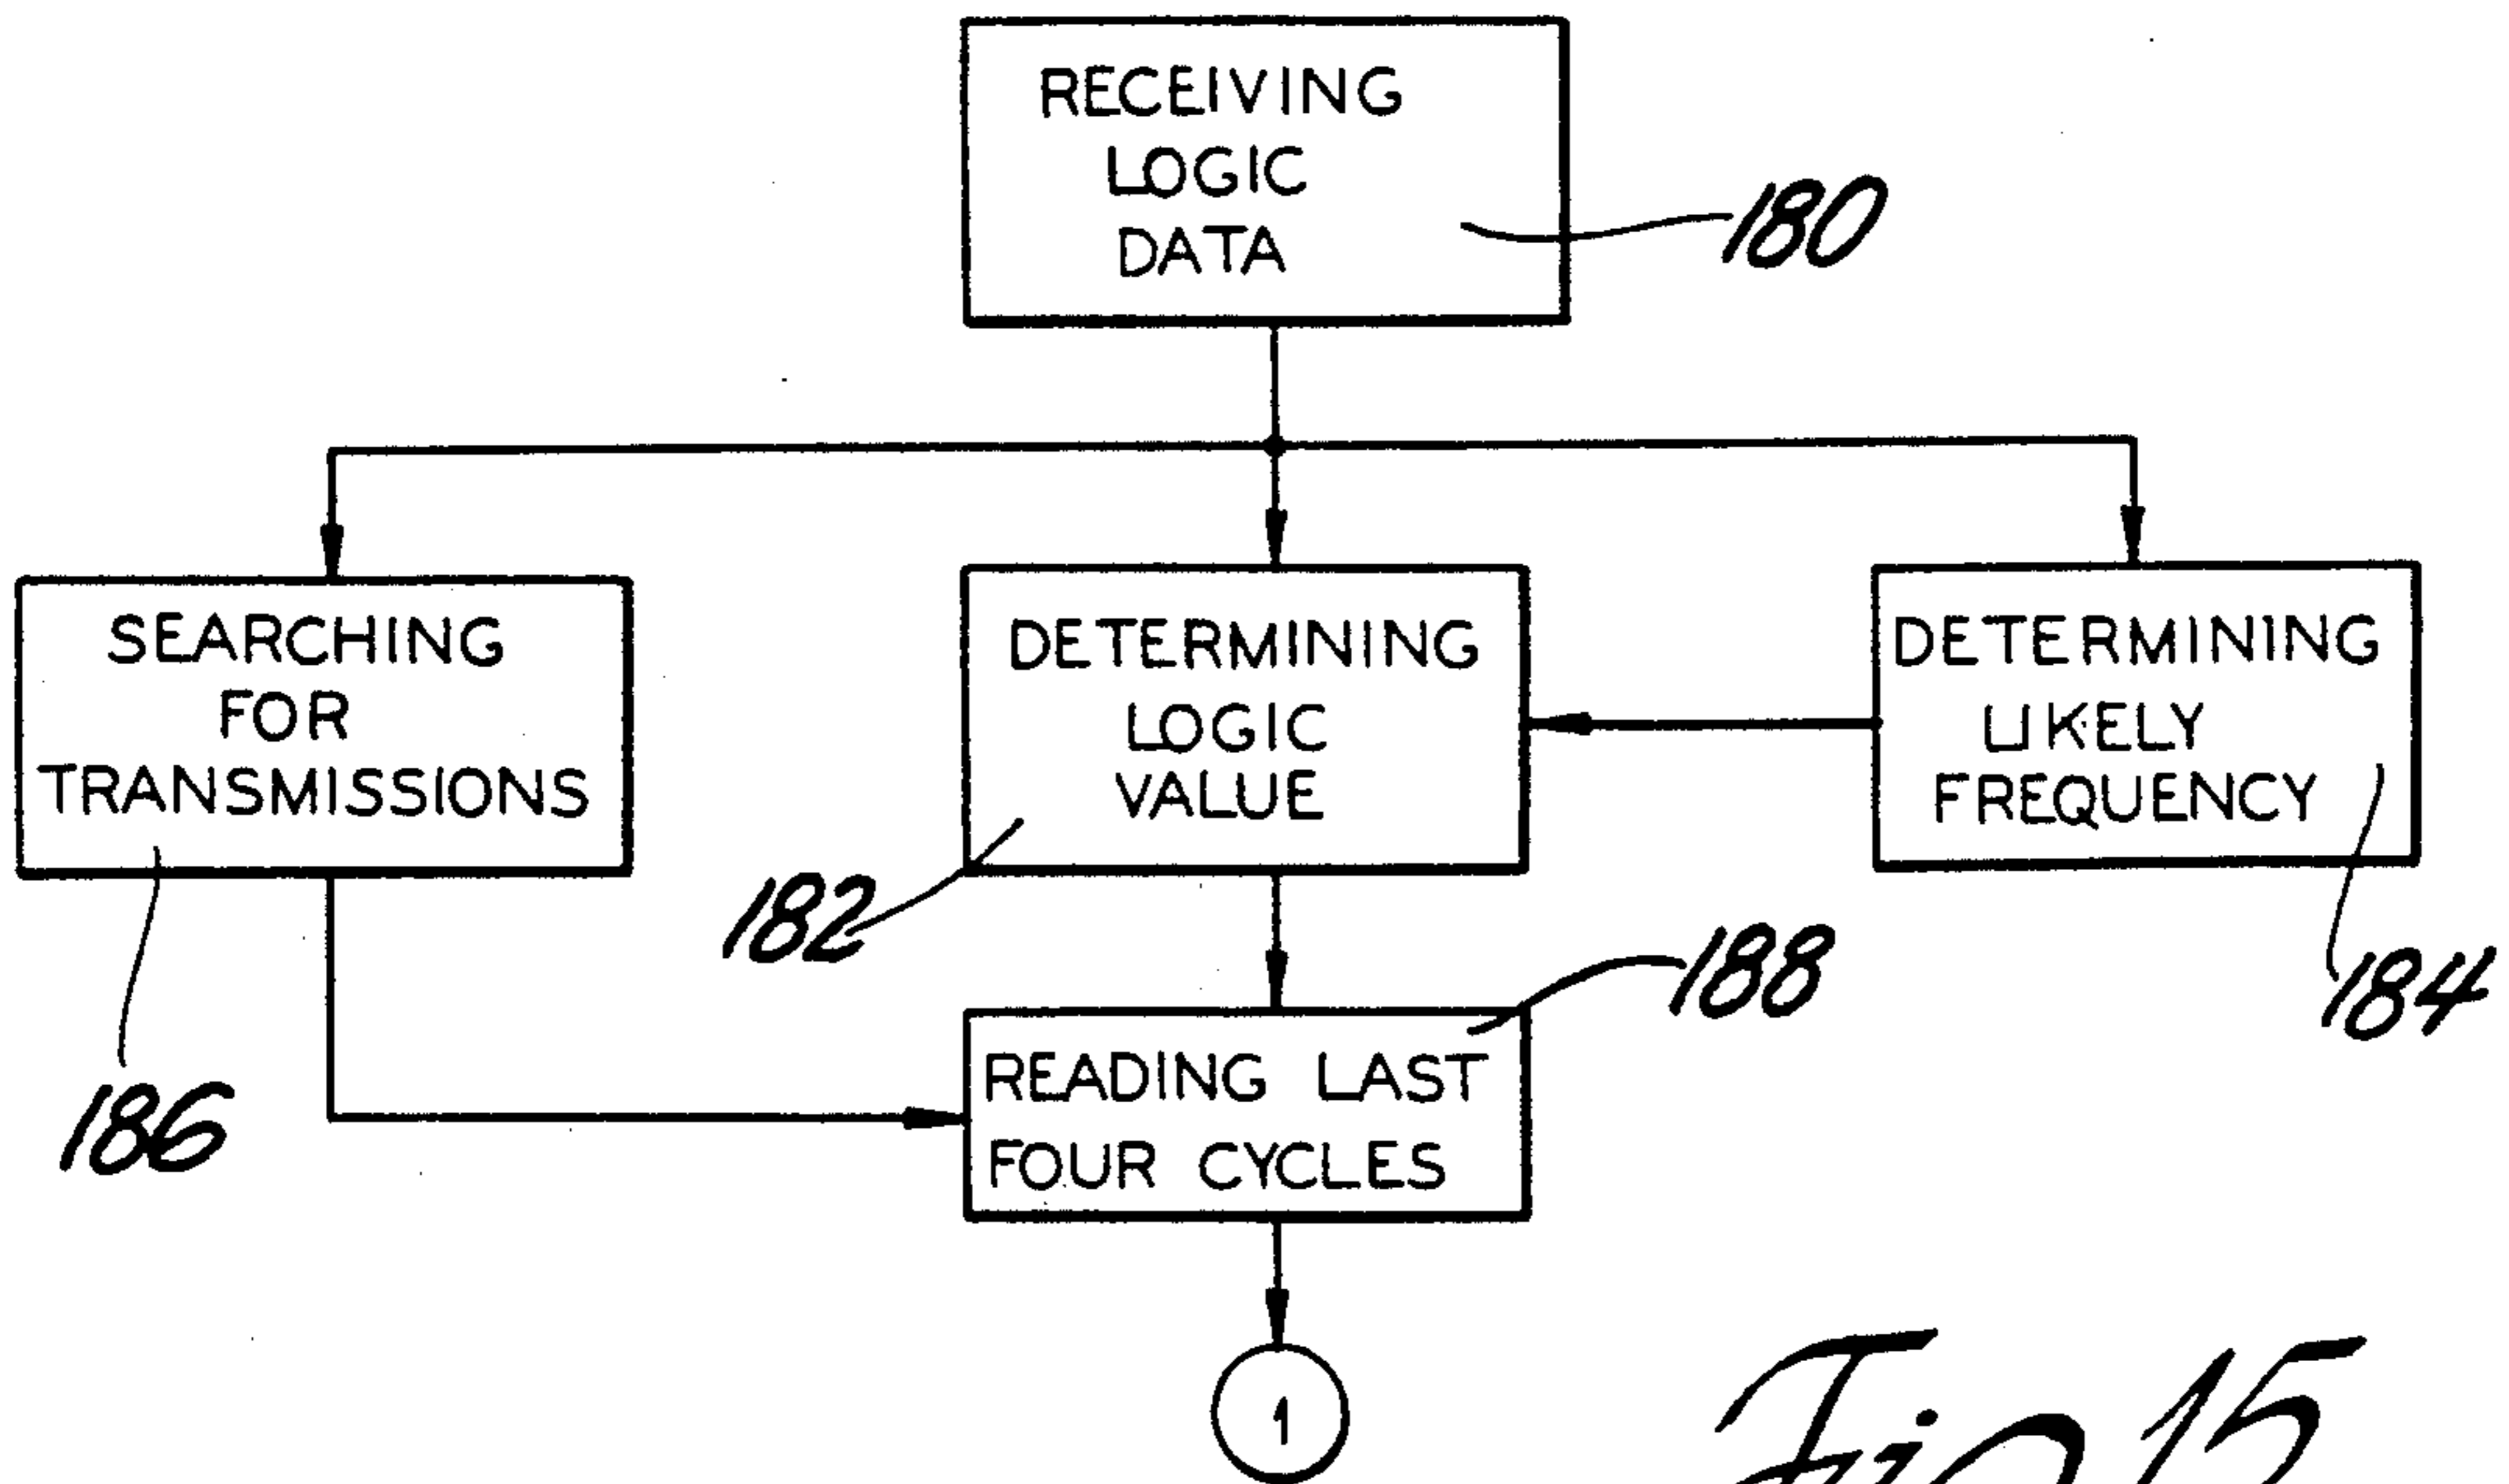 RECEIVING
LOGIC
DATA
180
SEARCHING
FOR
TRANSMISSIONS
186
DETERMINING
LOGIC
VALUE
182
DETERMINING
LIKELY
FREQUENCY
184
READING LAST
FOUR CYCLES
188
1
Fig 15